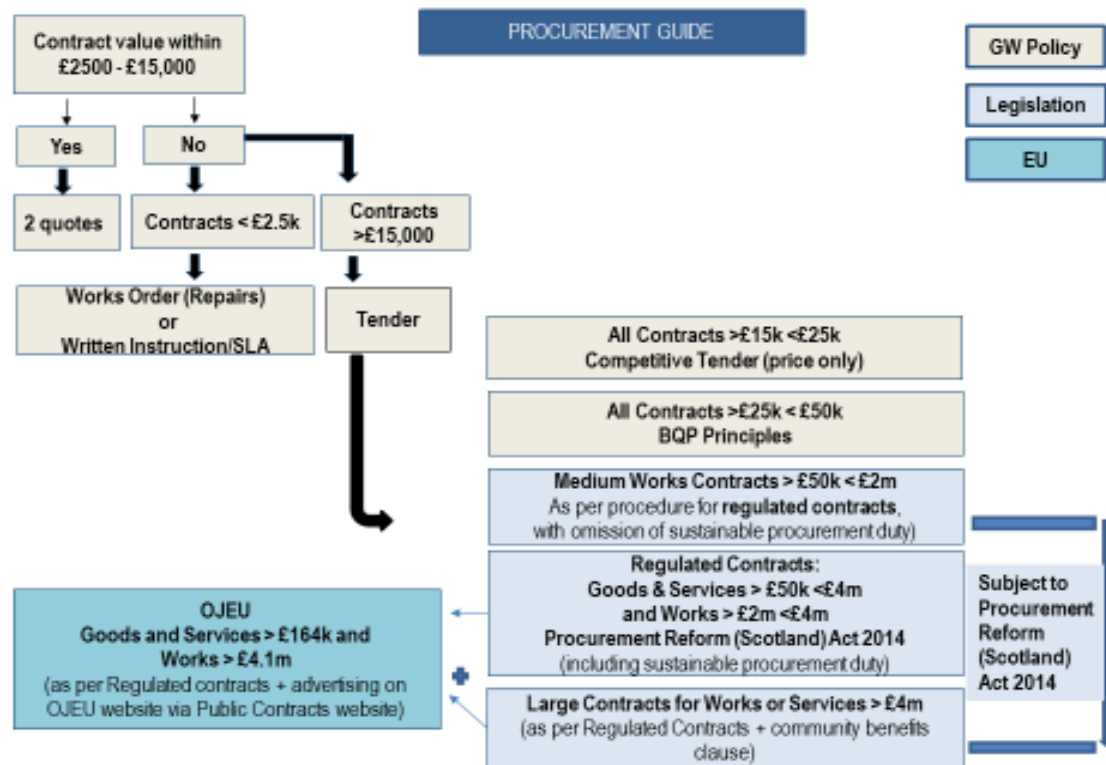 PROCUREMENT GUIDE
Contract value within
£2500 - £15,000
GW Policy
Legislation
EU
Yes
No
2 quotes
Contracts < £2.5k
Contracts
>£15,000
Works Order (Repairs)
or
Written Instruction/SLA
Tender
All Contracts >£15k <£25k
Competitive Tender (price only)
All Contracts >£25k < £50k
BQP Principles
Medium Works Contracts > £50k < £2m
As per procedure for regulated contracts,
with omission of sustainable procurement duty)
Regulated Contracts:
Goods & Services > £50k <£4m
and Works > £2m <£4m
Procurement Reform (Scotland) Act 2014
(including sustainable procurement duty)
Subject to
Procurement
Reform
(Scotland)
Act 2014
OJEU
Goods and Services > £164k and
Works > £4.1m
(as per Regulated contracts + advertising on
OJEU website via Public Contracts website)
Large Contracts for Works or Services > £4m
(as per Regulated Contracts + community benefits
clause)